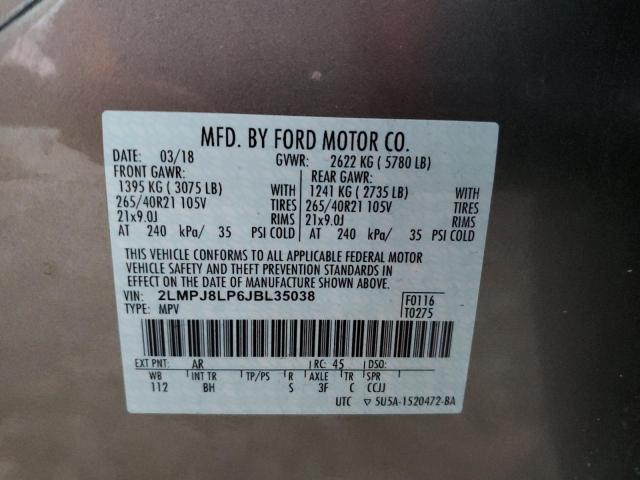 MFD. BY FORD MOTOR CO.
DATE: 03/18 GVWR: 2622 KG ( 5780 LB)
FRONT GAWR: REAR GAWR:
1395 KG ( 3075 LB) WITH 1241 KG ( 2735 LB) WITH
265/40R21 105V TIRES 265/40R21 105V TIRES
21x9.0J RIMS 21x9.0J RIMS
AT 240 kPa/ 35 PSI COLD AT 240 kPa/ 35 PSI COLD
THIS VEHICLE CONFORMS TO ALL APPLICABLE FEDERAL MOTOR
VEHICLE SAFETY AND THEFT PREVENTION STANDARDS IN
EFFECT ON THE DATE OF MANUFACTURE SHOWN ABOVE.
VIN: 2LMPJ8LP6JBL35038 F0116
TYPE: MPV T0275
EXT PNT: AR RC: 45 DSO:
WB INT TR TP/PS R AXLE TR SPR
112 BH S 3F C CCJJ
UTC ▽ 5U5A-1520472-BA